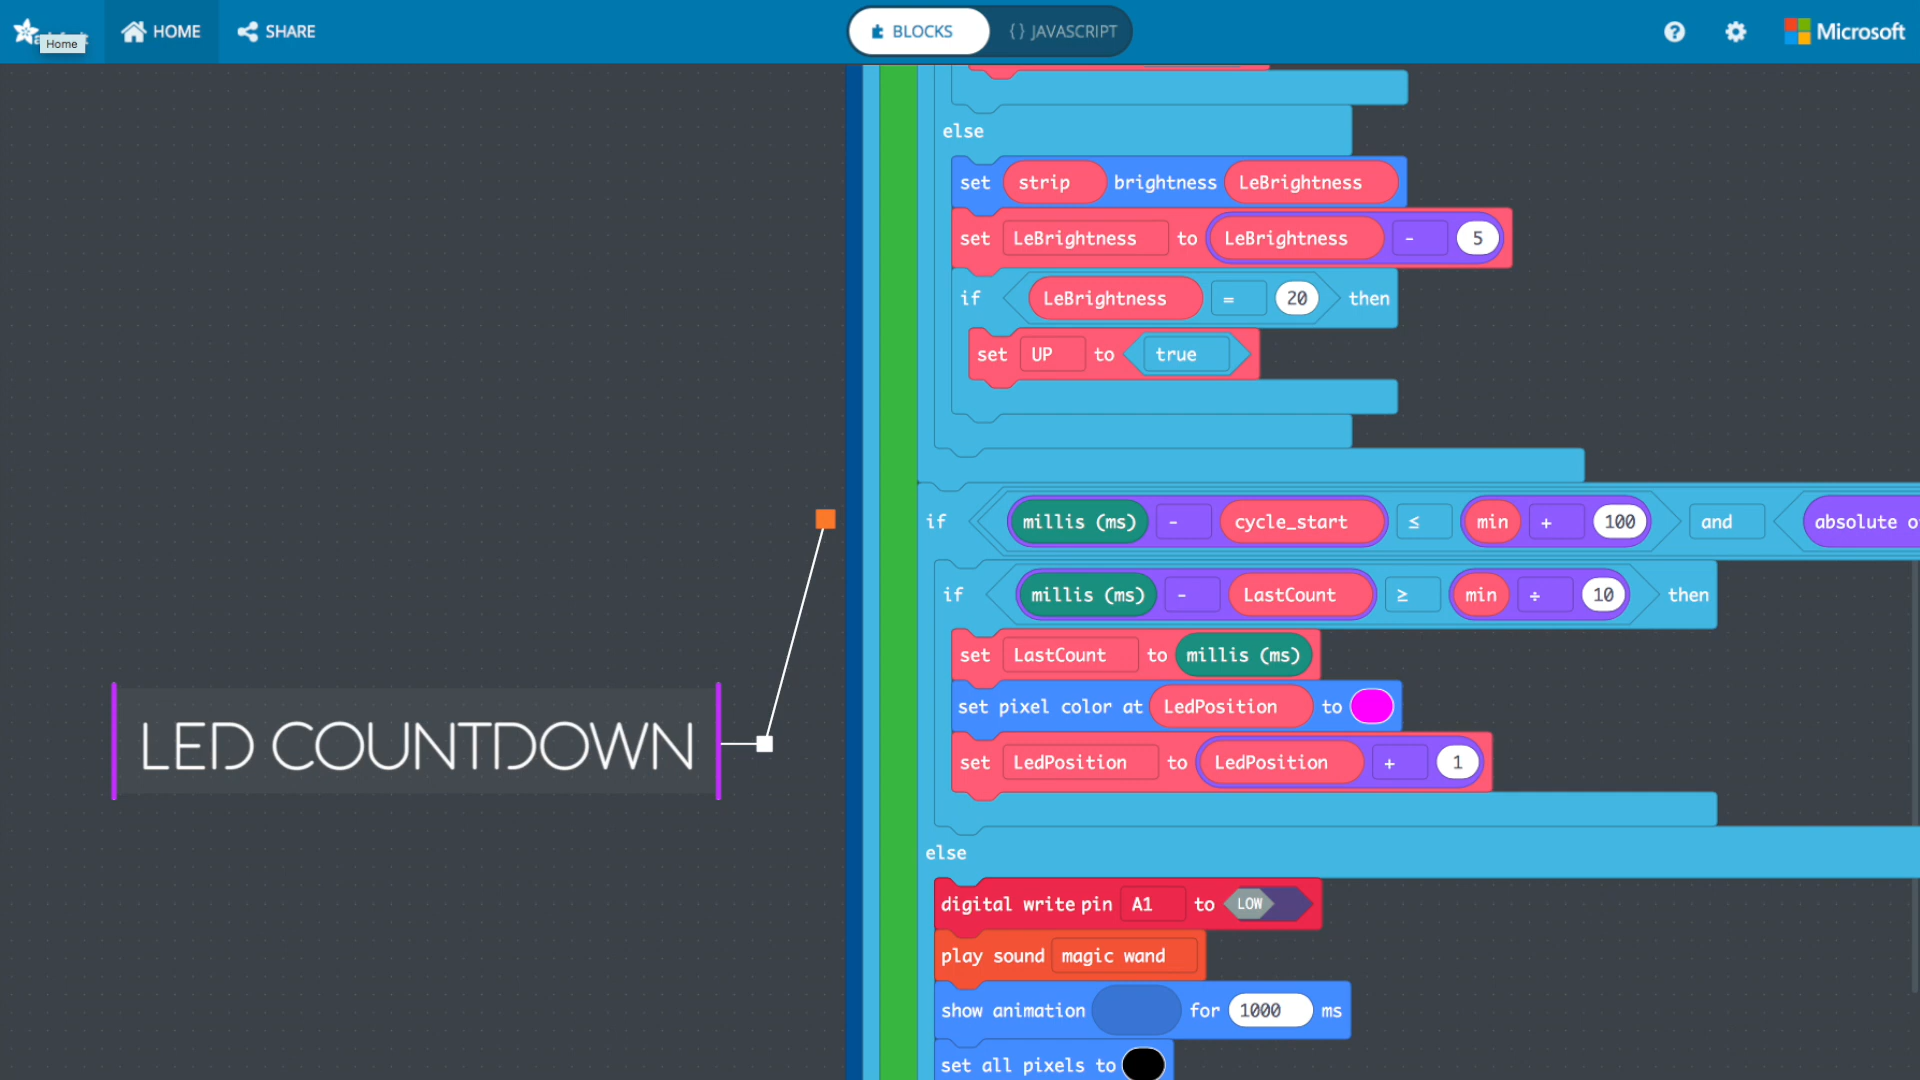 Home
HOME
SHARE
BLOCKS
{ } JAVASCRIPT
Microsoft
else
set strip brightness LeBrightness
set LeBrightness to LeBrightness - 5
if LeBrightness = 20 then
set UP to true
if millis (ms) - cycle_start ≤ min + 100 and absolute
if millis (ms) - LastCount ≥ min ÷ 10 then
set LastCount to millis (ms)
set pixel color at LedPosition to
set LedPosition to LedPosition + 1
LED COUNTDOWN
else
digital write pin A1 to LOW
play sound magic wand
show animation for 1000 ms
set all pixels to